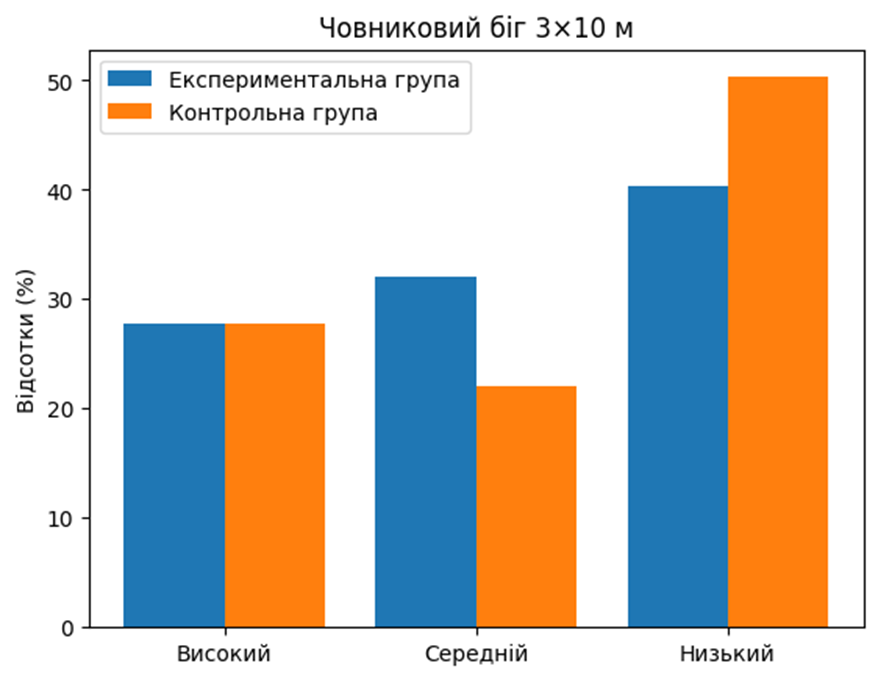 Човниковий біг 3×10 м
Експериментальна група
Контрольна група
Відсотки (%)
50
40
30
20
10
0
Високий
Середній
Низький